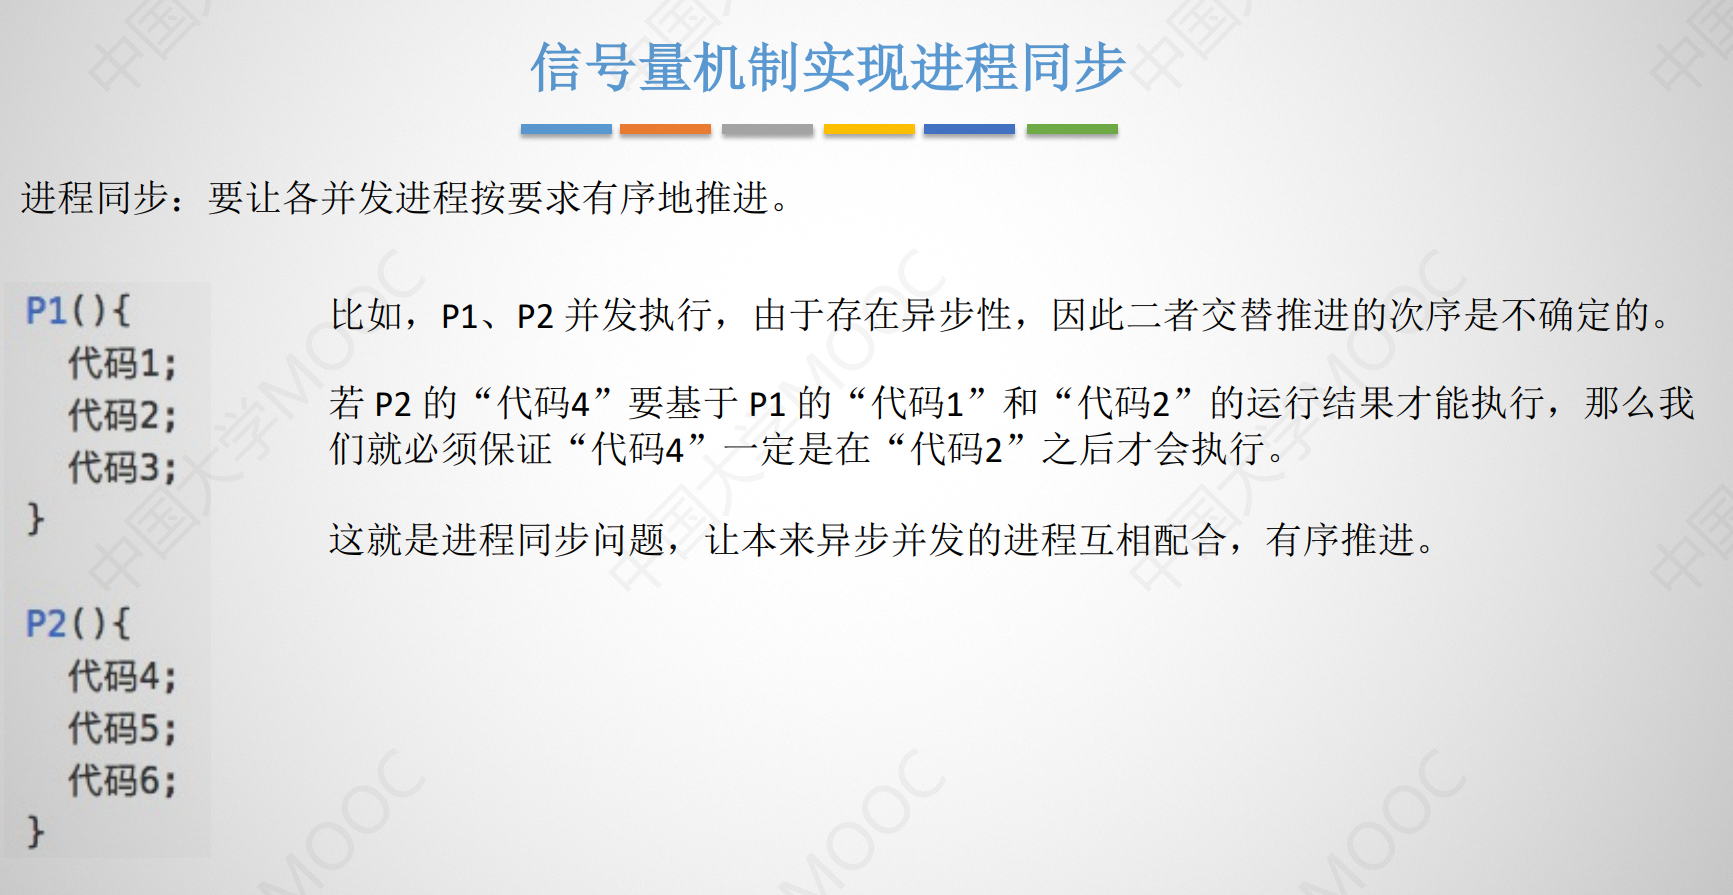 信号量机制实现进程同步
进程同步：要让各并发进程按要求有序地推进。
P1(){
代码1;
代码2;
代码3;
}
P2(){
代码4;
代码5;
代码6;
}
比如，P1、P2 并发执行，由于存在异步性，因此二者交替推进的次序是不确定的。
若 P2 的“代码4”要基于 P1 的“代码1”和“代码2”的运行结果才能执行，那么我
们就必须保证“代码4”一定是在“代码2”之后才会执行。
这就是进程同步问题，让本来异步并发的进程互相配合，有序推进。
中国大学MOOC
中国大学MOOC
中国大学MOOC